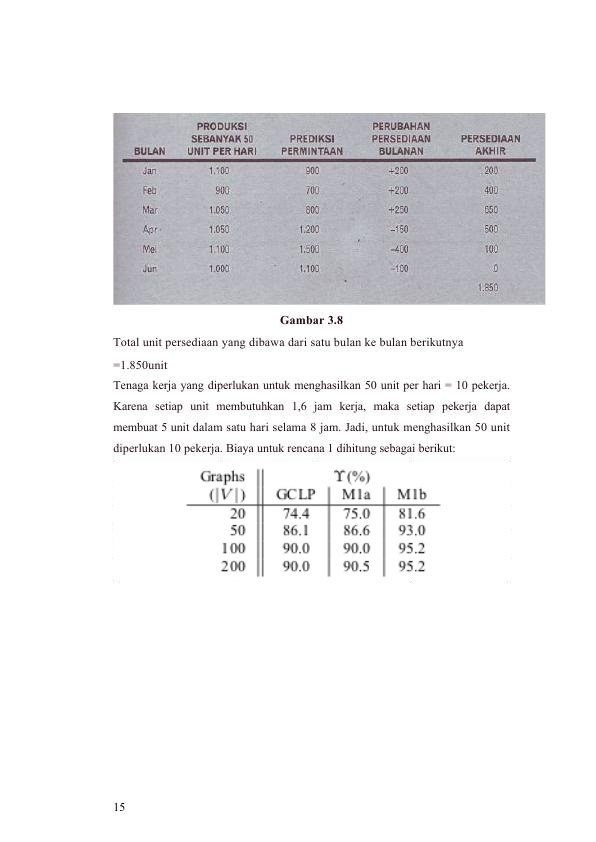 PRODUKSI SEBANYAK 50 PREDIKSI PERUBAHAN PERSEDIAAN PERSEDIAAN
BULAN UNIT PER HARI PERMINTAAN BULANAN AKHIR
Jan 1.100 900 +200 200
Feb 900 700 +200 400
Mar 1.050 800 +250 650
Apr 1.050 1.200 −150 500
Mei 1.100 1.500 −400 100
Jun 1.000 1.100 −100 0
1.850
Gambar 3.8
Total unit persediaan yang dibawa dari satu bulan ke bulan berikutnya
=1.850unit
Tenaga kerja yang diperlukan untuk menghasilkan 50 unit per hari = 10 pekerja.
Karena setiap unit membutuhkan 1,6 jam kerja, maka setiap pekerja dapat
membuat 5 unit dalam satu hari selama 8 jam. Jadi, untuk menghasilkan 50 unit
diperlukan 10 pekerja. Biaya untuk rencana 1 dihitung sebagai berikut:
Graphs ϒ(%)
(|V|) GCLP M1a M1b
20 74.4 75.0 81.6
50 86.1 86.6 93.0
100 90.0 90.0 95.2
200 90.0 90.5 95.2
15